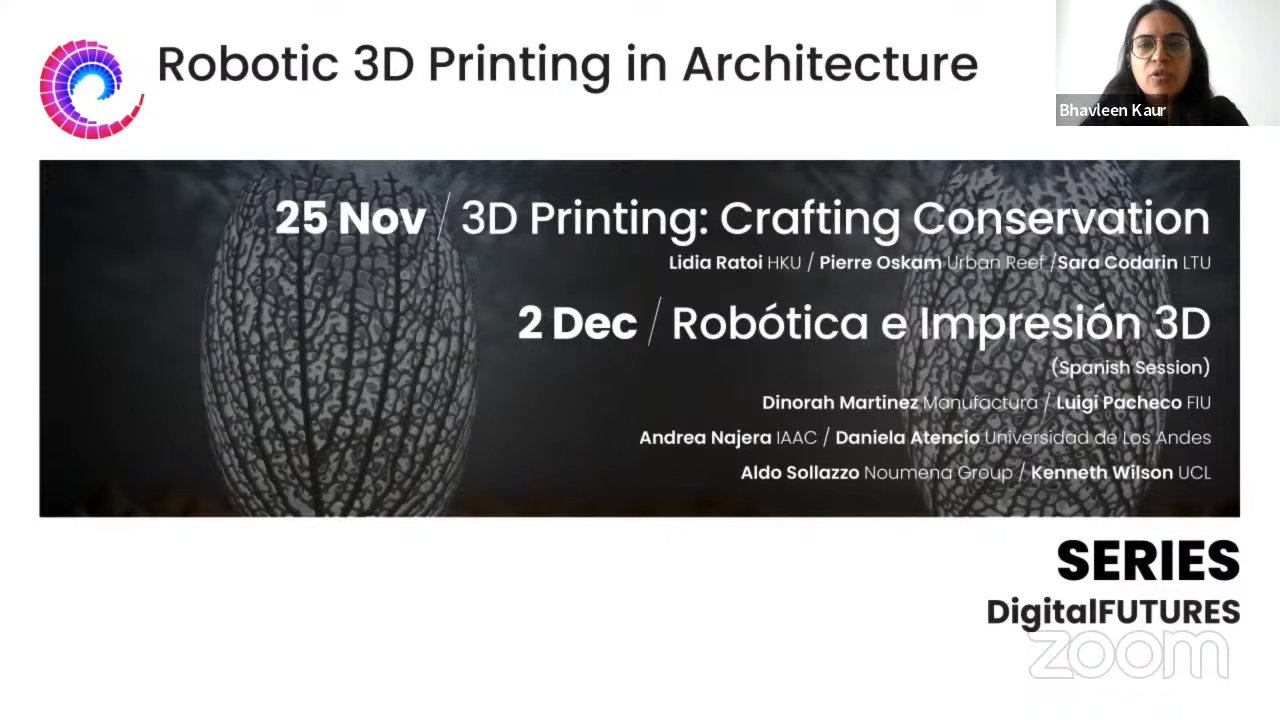 Robotic 3D Printing in Architecture
Bhavleen Kaur
25 Nov / 3D Printing: Crafting Conservation
Lidia Ratoi HKU / Pierre Oskam Urban Reef /Sara Codarin LTU
2 Dec / Robótica e Impresión 3D
(Spanish Session)
Dinorah Martinez Manufactura / Luigi Pacheco FIU
Andrea Najera IAAC / Daniela Atencio Universidad de Los Andes
Aldo Sollazzo Noumena Group / Kenneth Wilson UCL
SERIES
DigitalFUTURES
zoom